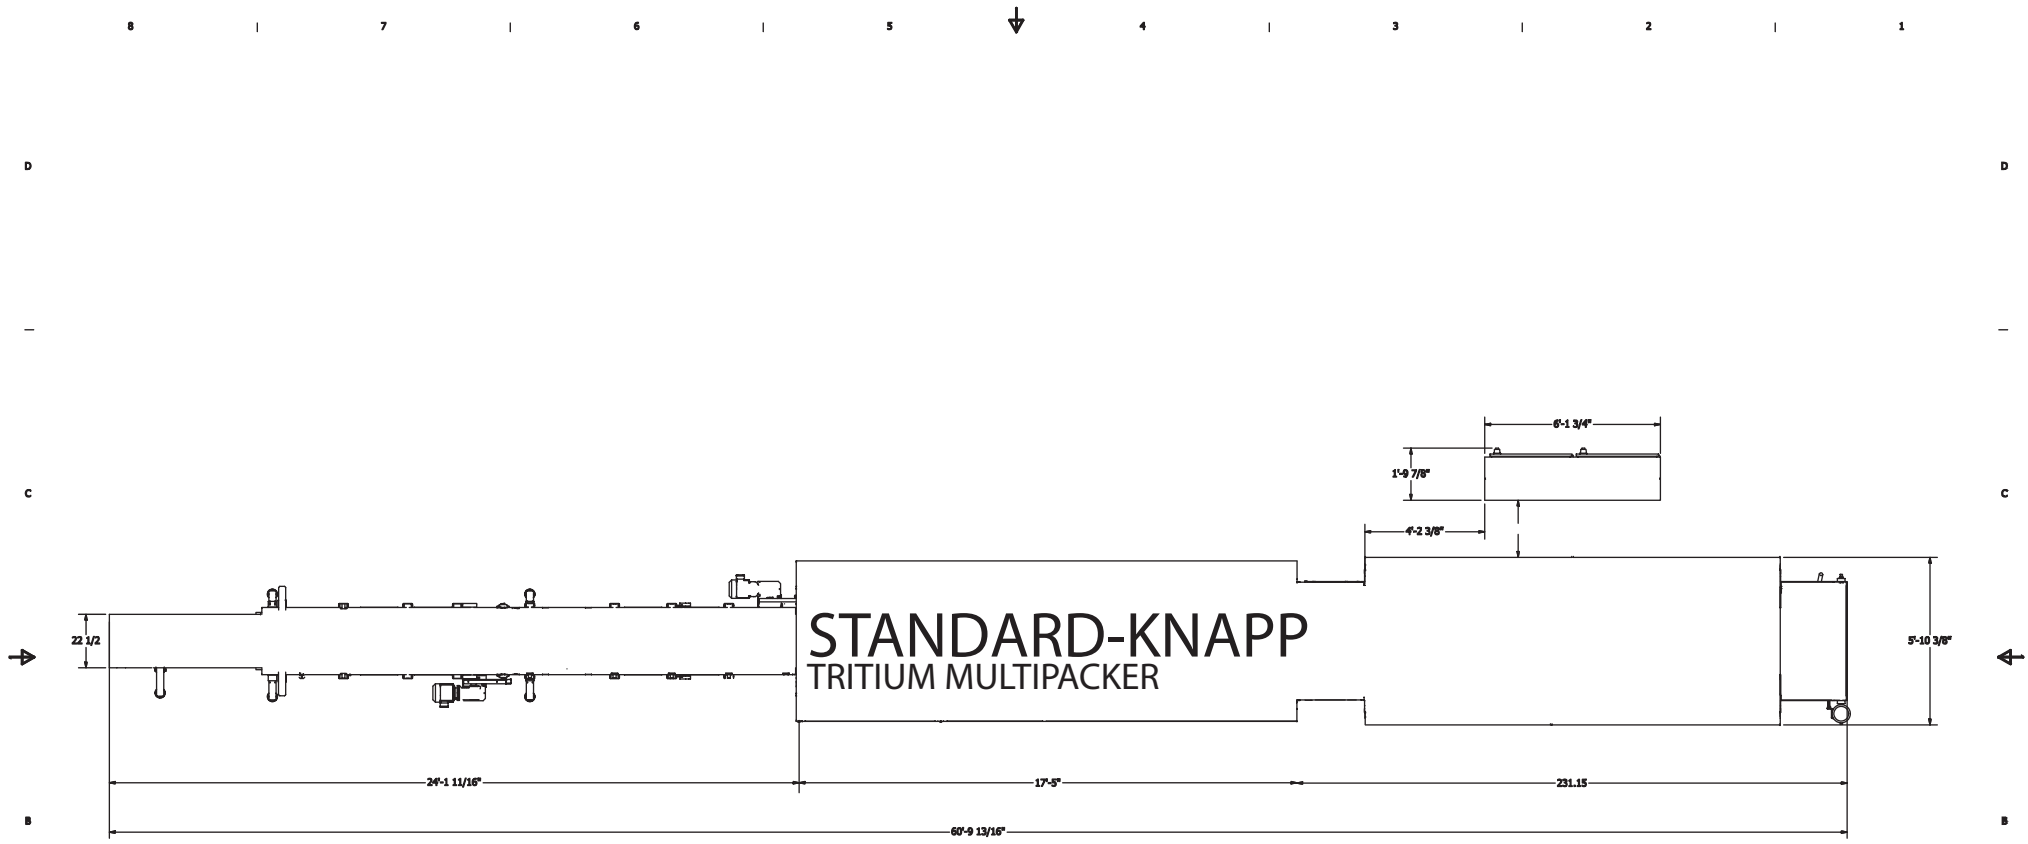 8 7 6 5 4 3 2 1
D D
6'-1 3/4"
1'-9 7/8"
C C
4'-2 3/8"
STANDARD-KNAPP
22 1/2 5'-10 3/8"
TRITIUM MULTIPACKER
24'-1 11/16" 17'-5" 231.15
B B
60'-9 13/16"